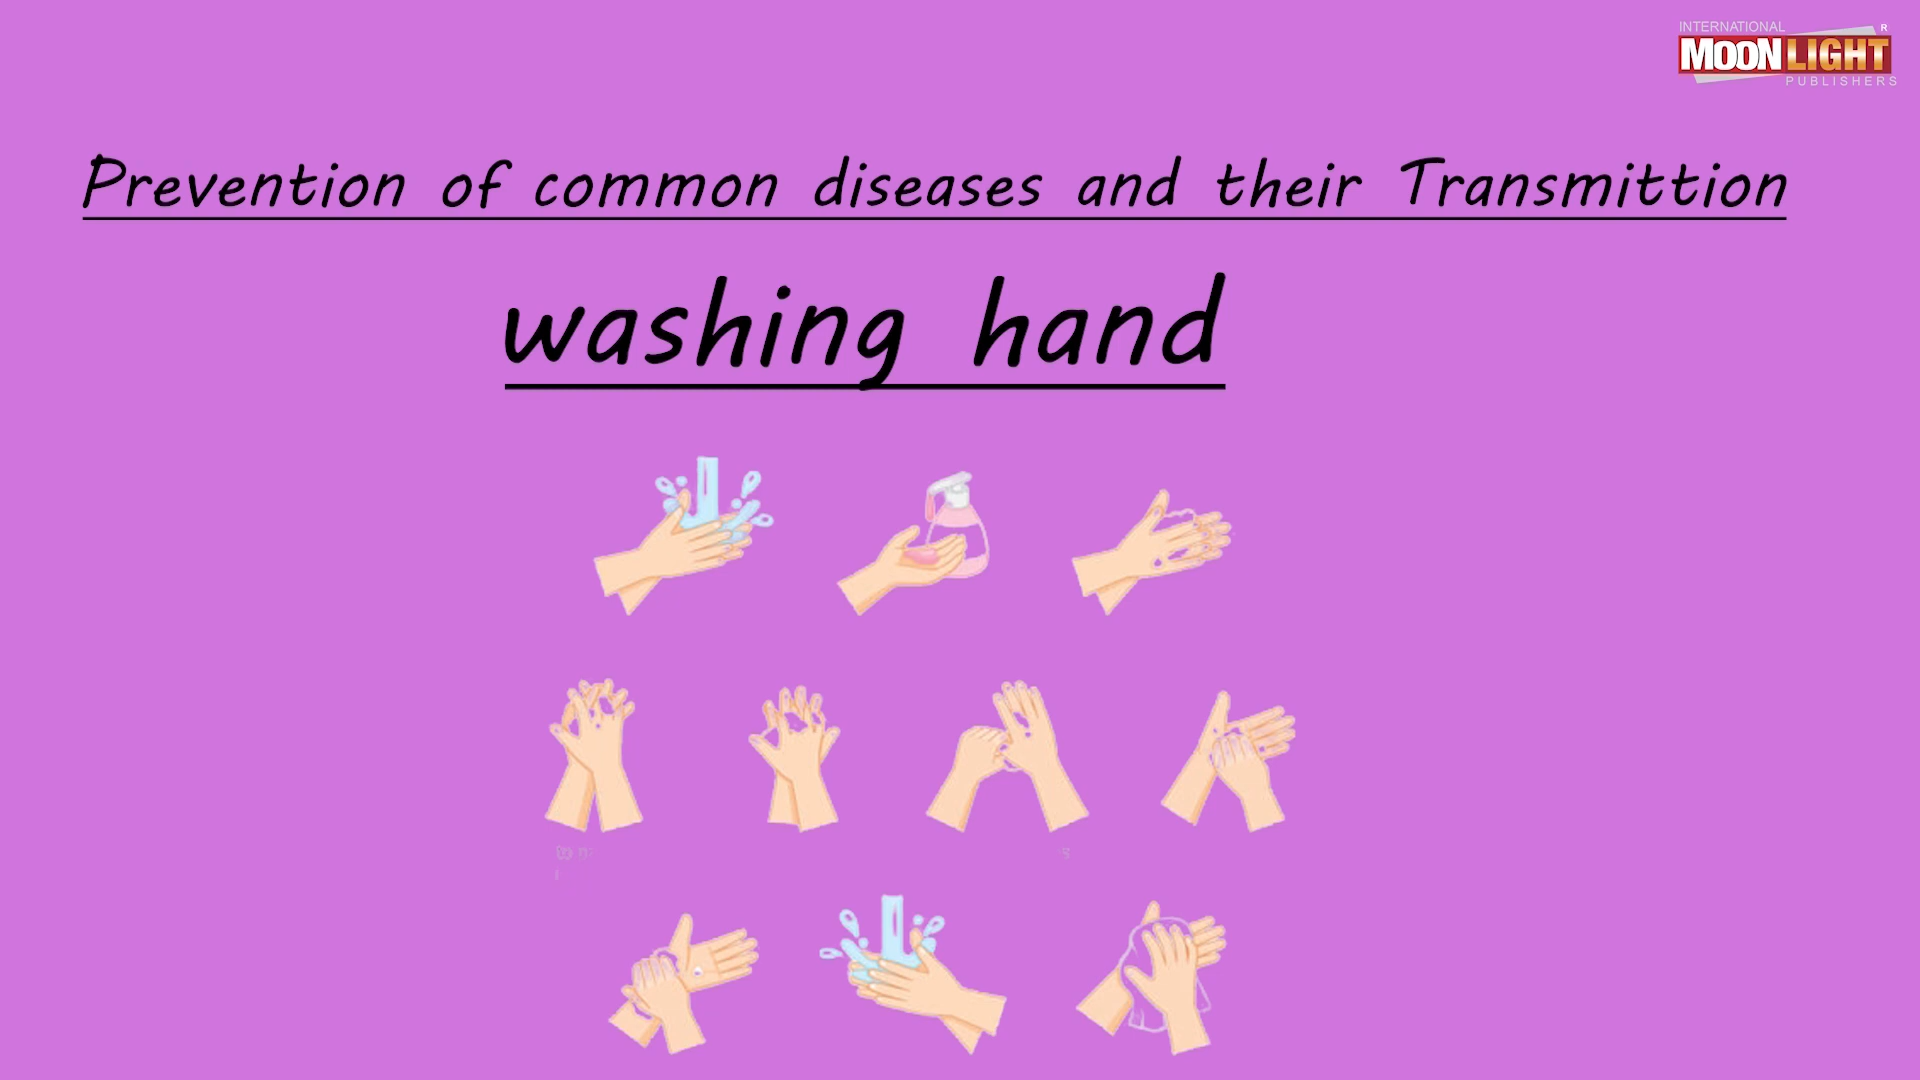 INTERNATIONAL
R
MOONLIGHT
PUBLISHERS
Prevention of common diseases and their Transmittion
washing hand